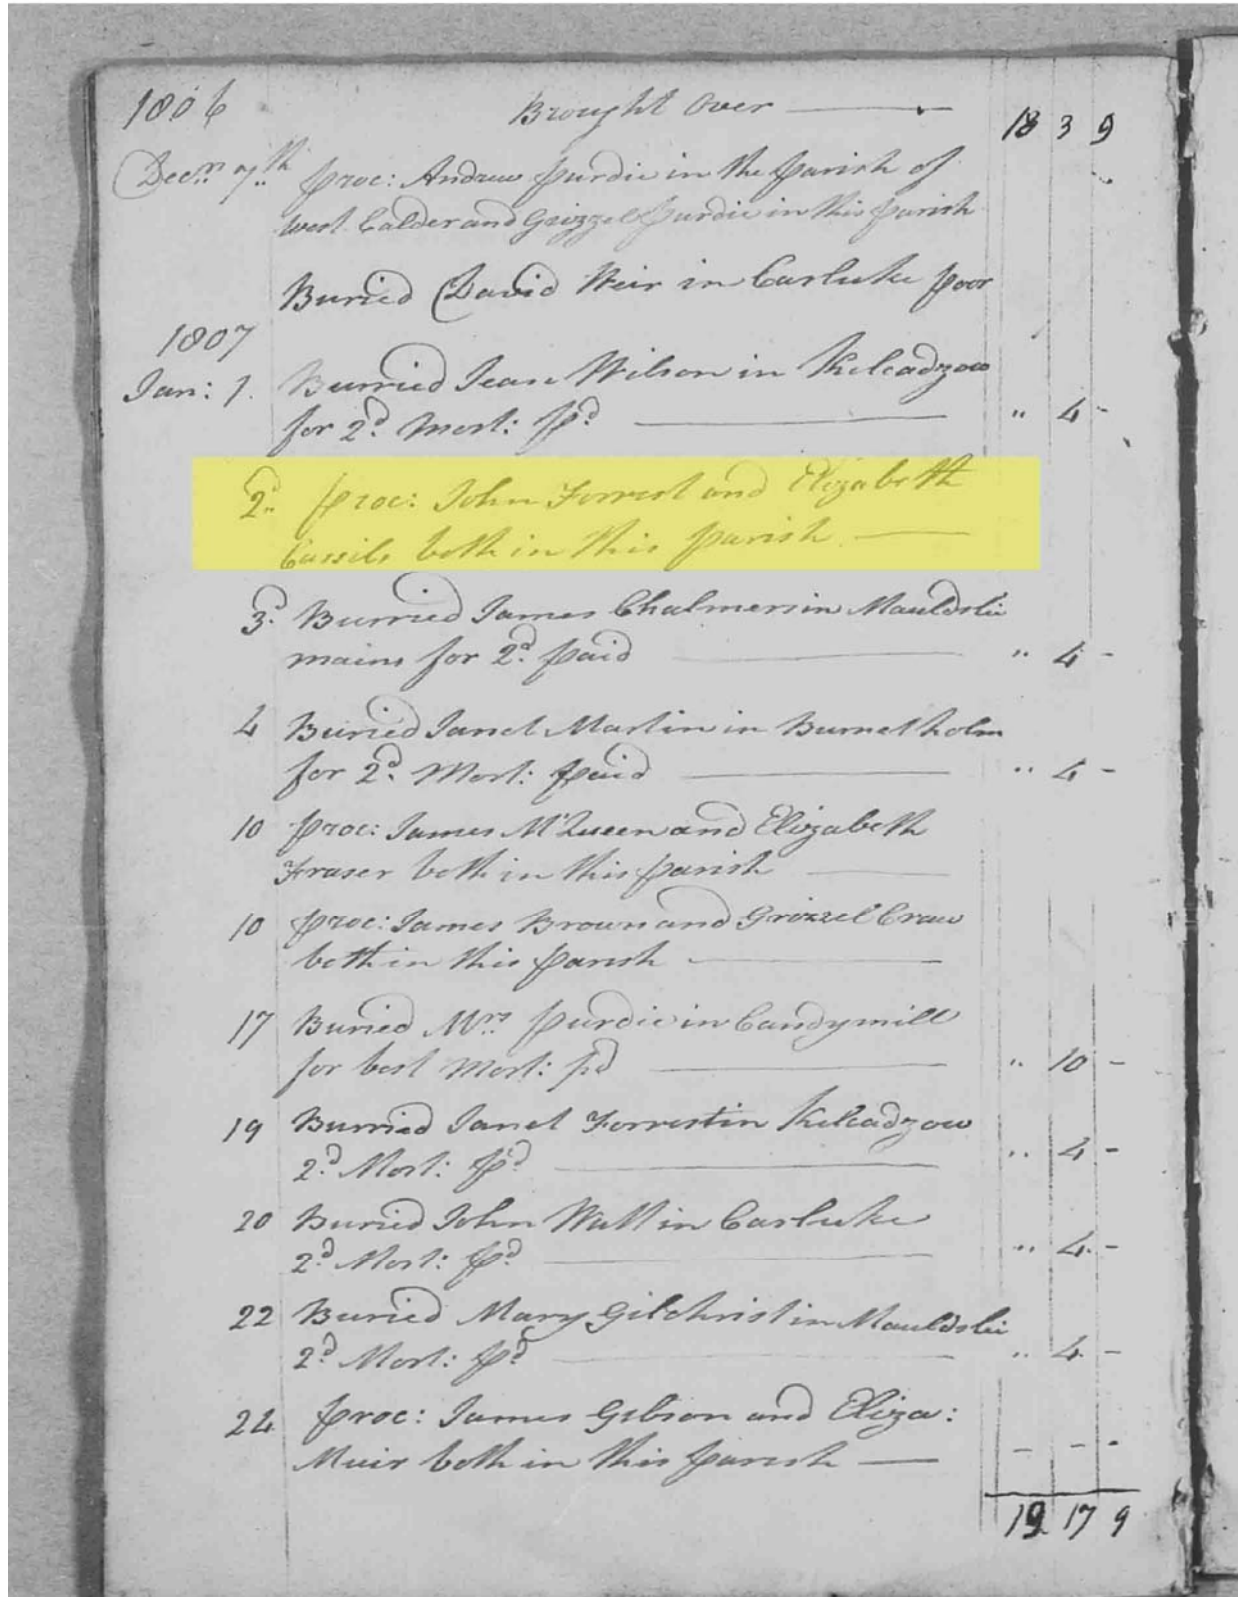 1806 Brought Over 18 3 9
Decr. 7th proc: Andrew Purdie in the parish of
west Calder and Grizzel Purdie in this parish
Buried David Weir in Carluke poor
1807
Jan: 1. Burried Jean Wilson in Kilcadzow
for 2d. Mort: Pd. " 4 -
2d. proc: John Forrest and Elizabeth
Cassils both in this parish
3d. Burried James Chalmers in Mauldslie
mains for 2d. paid " 4 -
4 Buried Janet Martin in Burnetholm
for 2d. Mort: paid " 4 -
10 proc: James McQueen and Elizabeth
Fraser both in this parish
10 proc: James Brown and Grizzel Craw
both in this parish
17 Buried Mrs. Purdie in Candymill
for best Mort: pd " 10 -
19 Burried Janet Forrest in Kilcadzow
2d. Mort: Pd. " 4 -
20 Buried John Watt in Carluke
2d. Mort: Pd. " 4 -
22 Buried Mary Gilchrist in Mauldslie
2d. Mort: Pd. " 4 -
24 proc: James Gibson and Eliza:
Muir both in this parish - - -
19 17 9